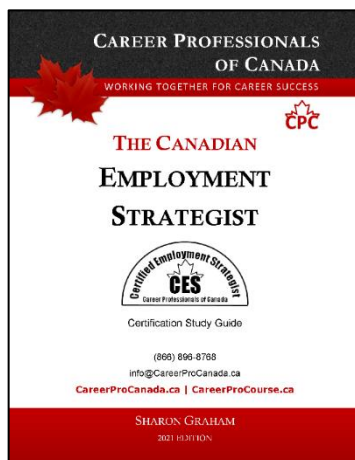 CAREER PROFESSIONALS
OF CANADA
WORKING TOGETHER FOR CAREER SUCCESS
CPC
THE CANADIAN
EMPLOYMENT
STRATEGIST
Certified Employment Strategist
CES
Career Professionals of Canada
Certification Study Guide
(866) 896-8768
info@CareerProCanada.ca
CareerProCanada.ca | CareerProCourse.ca
SHARON GRAHAM
2021 EDITION